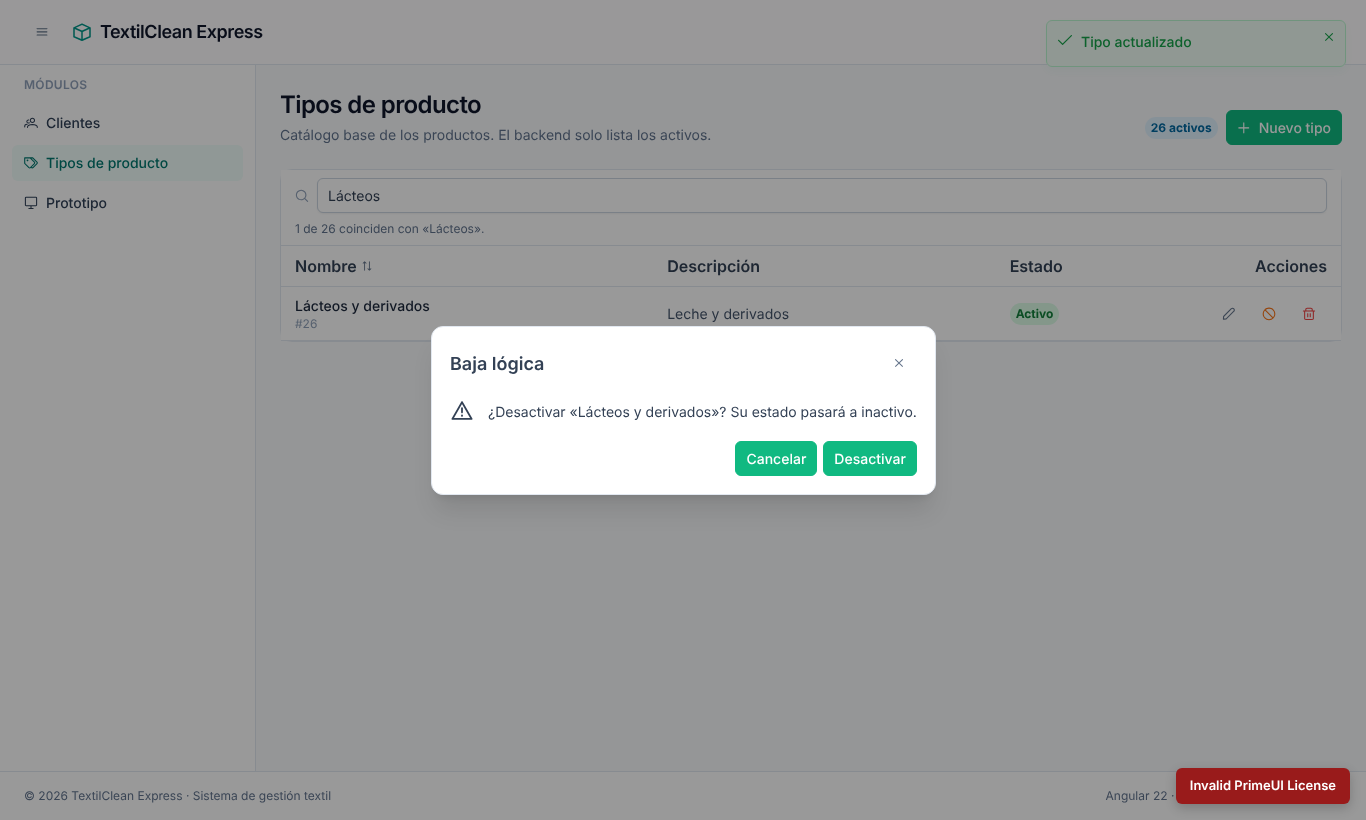 TextilClean Express
Tipo actualizado
MÓDULOS
Clientes
Tipos de producto
Prototipo
Tipos de producto
Catálogo base de los productos. El backend solo lista los activos.
26 activos
Nuevo tipo
Lácteos
1 de 26 coinciden con «Lácteos».
Nombre Descripción Estado Acciones
Lácteos y derivados
#26
Leche y derivados
Activo
Baja lógica
¿Desactivar «Lácteos y derivados»? Su estado pasará a inactivo.
Cancelar Desactivar
© 2026 TextilClean Express · Sistema de gestión textil
Angular 22 ·
Invalid PrimeUI License